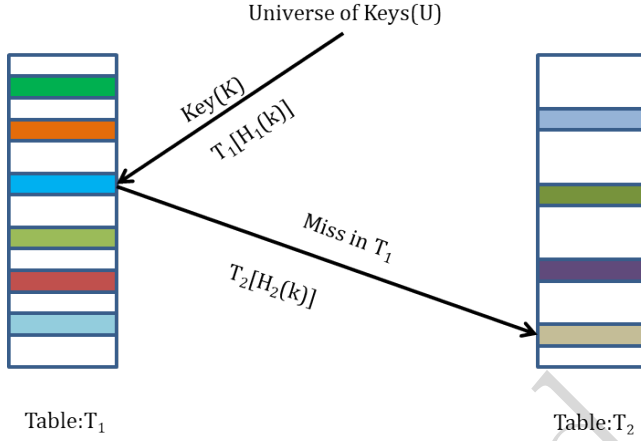 Universe of Keys(U)
Key(K)
T₁[H₁(k)]
Miss in T₁
T₂[H₂(k)]
Table:T₁
Table:T₂